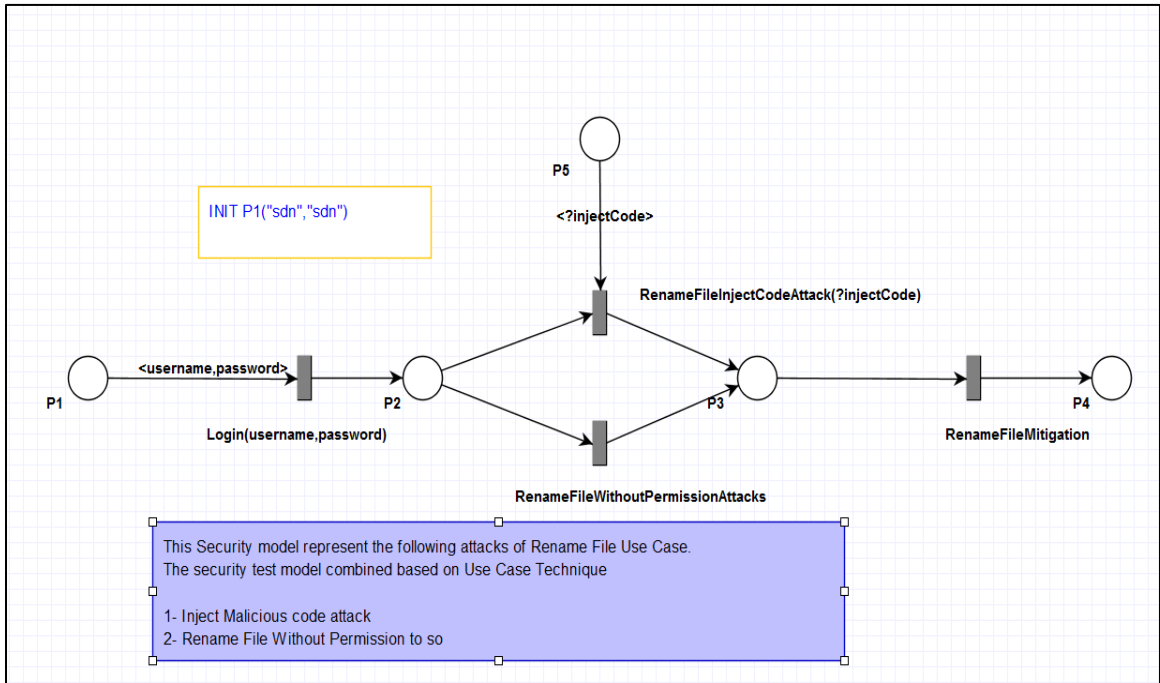 P5
INIT P1("sdn","sdn")
<?injectCode>
RenameFileInjectCodeAttack(?injectCode)
<username,password>
P1
P2
P3
P4
Login(username,password)
RenameFileMitigation
RenameFileWithoutPermissionAttacks
This Security model represent the following attacks of Rename File Use Case.
The security test model combined based on Use Case Technique
1- Inject Malicious code attack
2- Rename File Without Permission to so